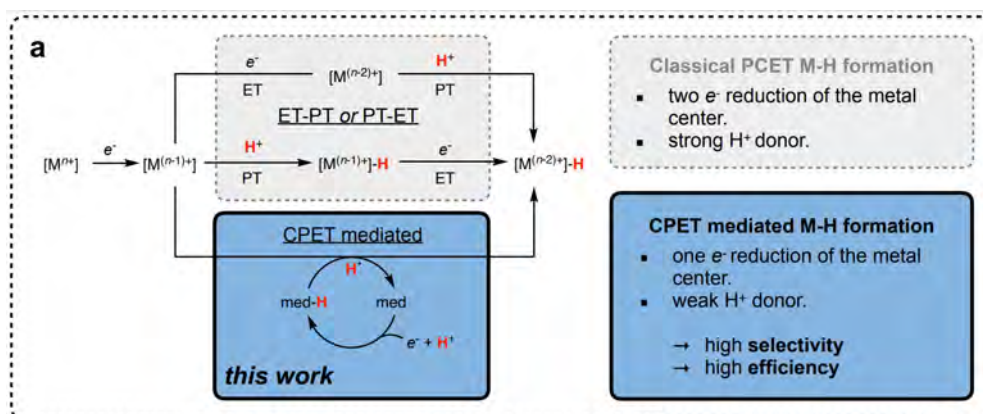 a
e⁻ [M⁽ⁿ⁻²⁾⁺] H⁺
ET PT
ET-PT or PT-ET
[Mⁿ⁺] e⁻ [M⁽ⁿ⁻¹⁾⁺] H⁺ [M⁽ⁿ⁻¹⁾⁺]-H e⁻ [M⁽ⁿ⁻²⁾⁺]-H
PT ET
CPET mediated
H•
med-H med
e⁻ + H⁺
this work
Classical PCET M-H formation
▪ two e⁻ reduction of the metal
center.
▪ strong H⁺ donor.
CPET mediated M-H formation
▪ one e⁻ reduction of the metal
center.
▪ weak H⁺ donor.
→ high selectivity
→ high efficiency